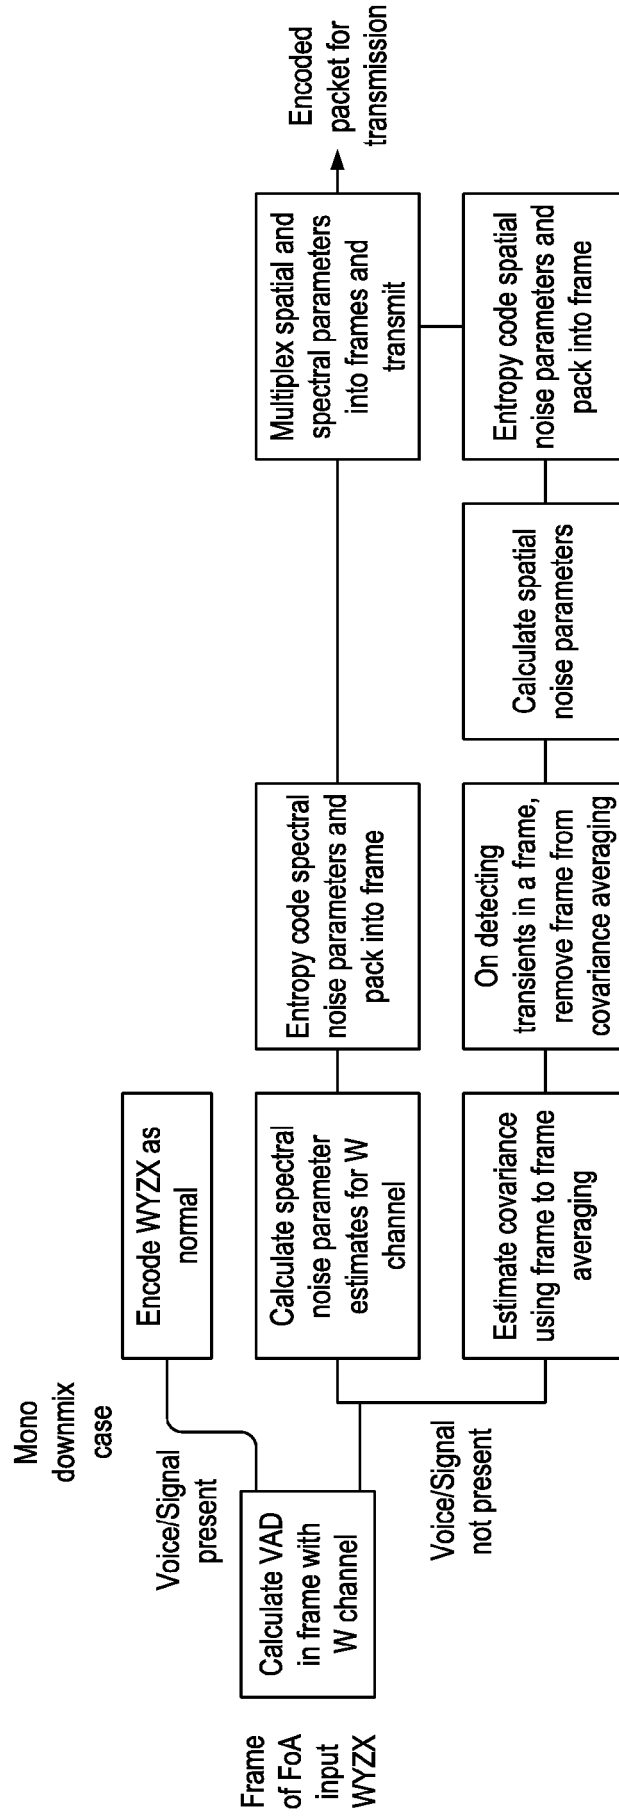 Mono
downmix
case
Frame
of FoA
input
WYZX
Calculate VAD
in frame with
W channel
Voice/Signal
present
Encode WYZX as
normal
Voice/Signal
not present
Calculate spectral
noise parameter
estimates for W
channel
Entropy code spectral
noise parameters and
pack into frame
Multiplex spatial and
spectral parameters
into frames and
transmit
Encoded
packet for
transmission
Estimate covariance
using frame to frame
averaging
On detecting
transients in a frame,
remove frame from
covariance averaging
Calculate spatial
noise parameters
Entropy code spatial
noise parameters and
pack into frame